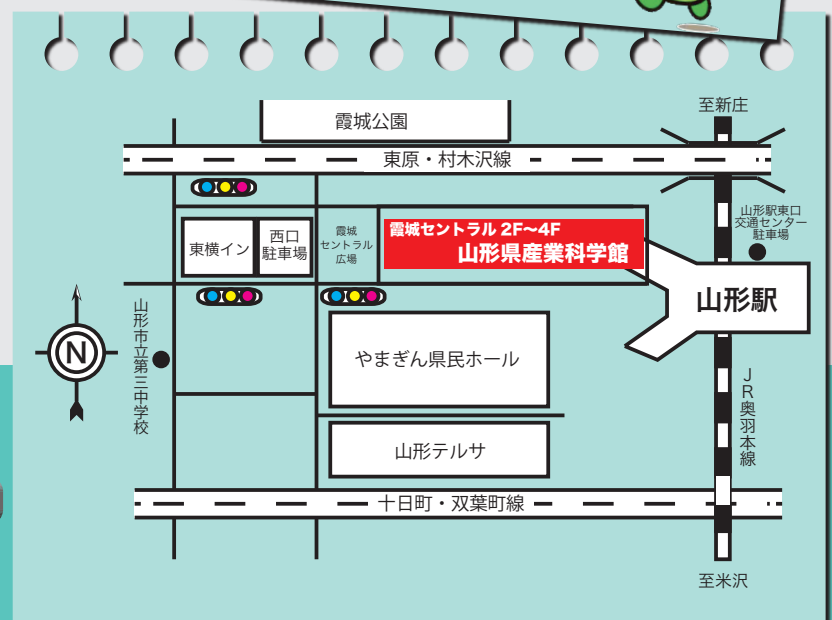 至新庄
霞城公園
東原・村木沢線
山形駅東口
交通センター
駐車場
東横イン
西口
駐車場
霞城
セントラル
広場
霞城セントラル 2F～4F
山形県産業科学館
山形駅
山形市立第三中学校
N
やまぎん県民ホール
JR奥羽本線
山形テルサ
十日町・双葉町線
至米沢